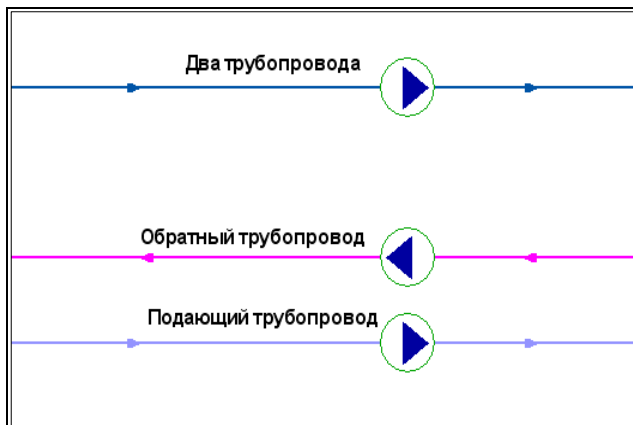 Два трубопровода
Обратный трубопровод
Подающий трубопровод